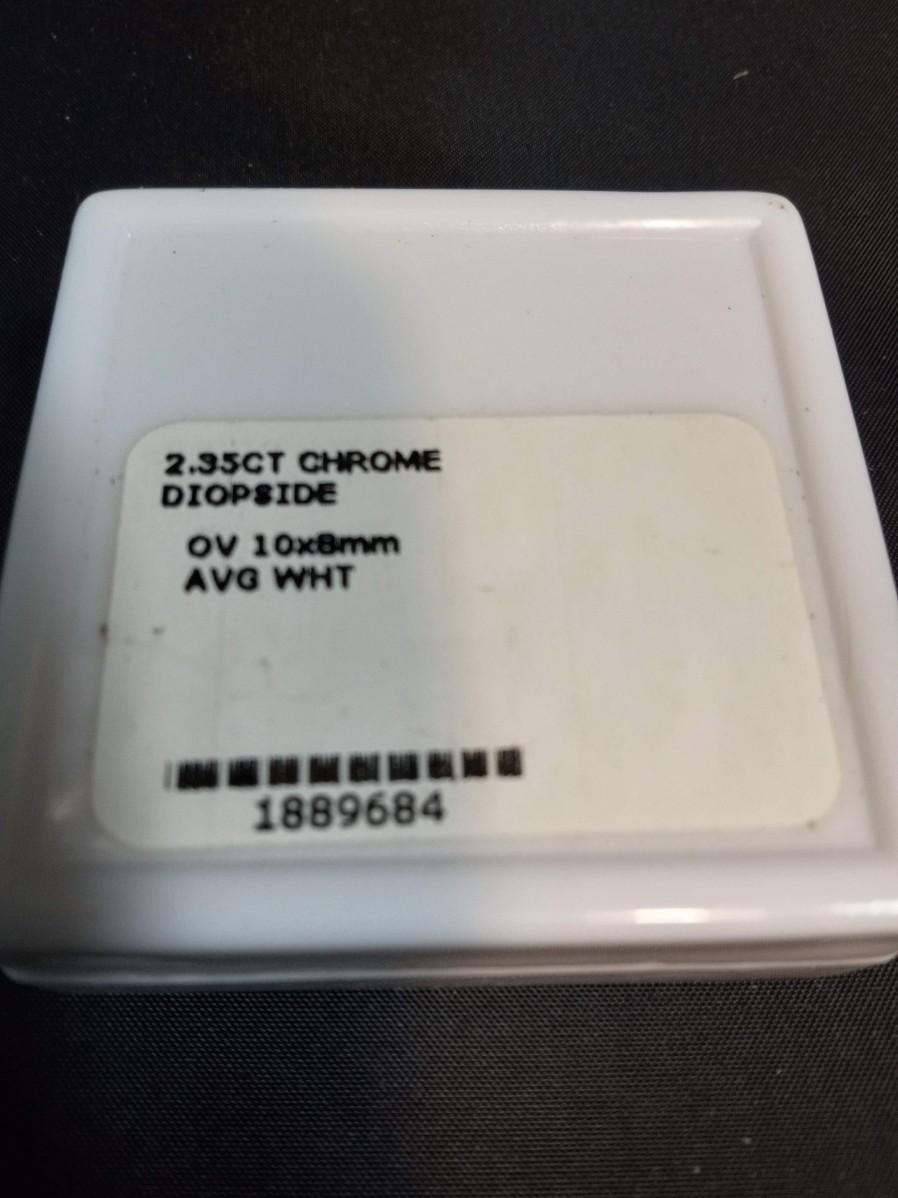 2.35CT CHROME
DIOPSIDE
OV 10x8mm
AVG WHT
1889684